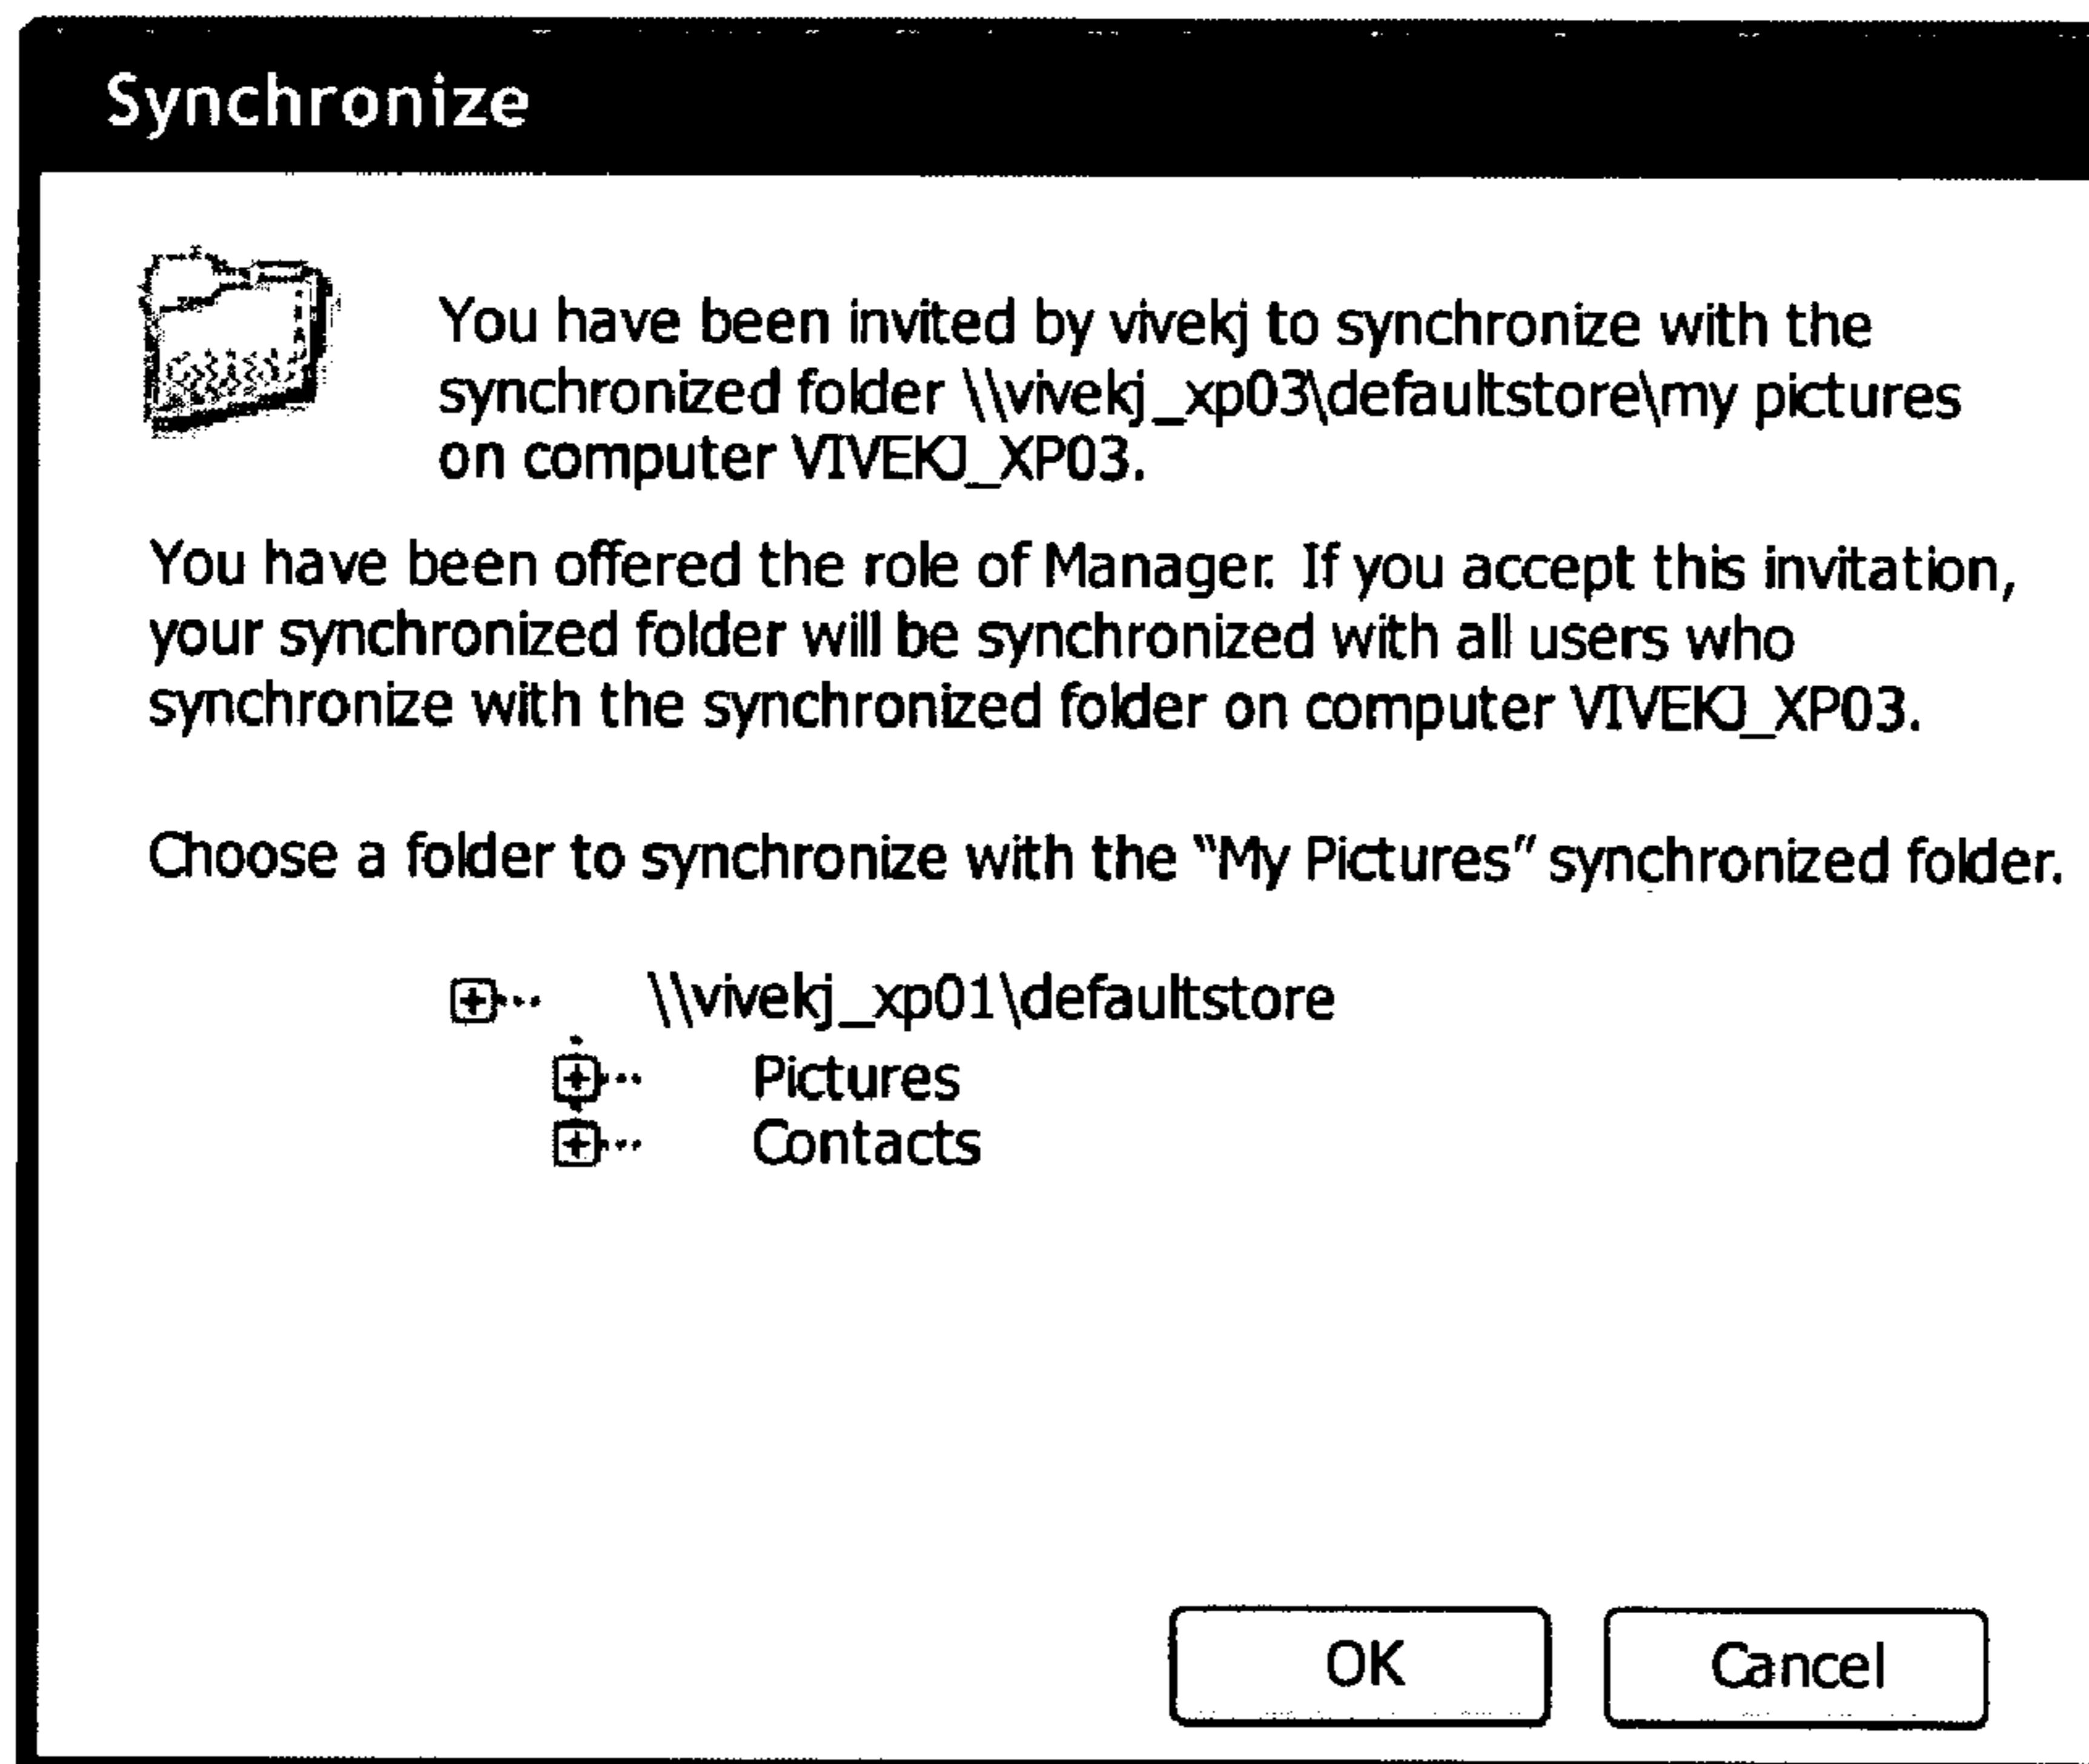 Synchronize
You have been invited by vivekj to synchronize with the
synchronized folder \\vivekj_xp03\defaultstore\my pictures
on computer VIVEKJ_XP03.
You have been offered the role of Manager. If you accept this invitation,
your synchronized folder will be synchronized with all users who
synchronize with the synchronized folder on computer VIVEKJ_XP03.
Choose a folder to synchronize with the “My Pictures” synchronized folder.
\\vivekj_xp01\defaultstore
Pictures
Contacts
OK Cancel